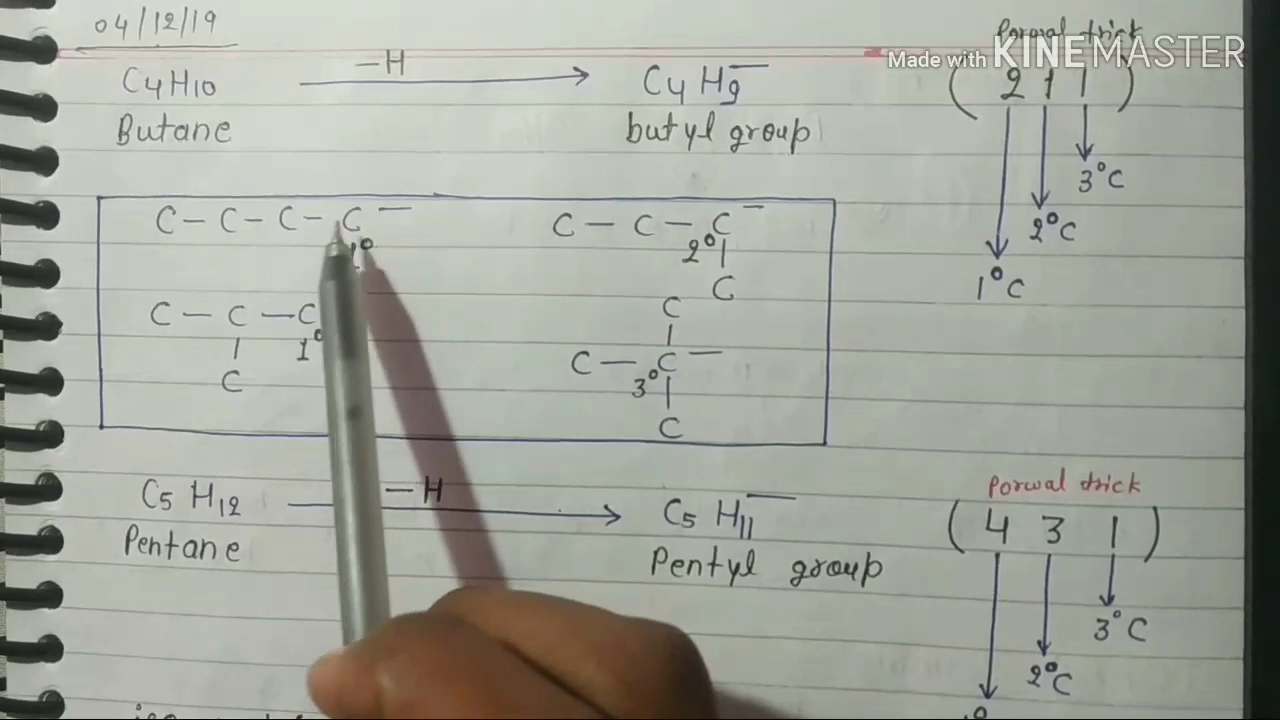 04/12/19
Porwal trick
Made with KINEMASTER
C4H10 —H C4H9—
( 2 1 1 )
Butane butyl group
3°C
2°C
1°C
C — C — C — C — C — C — C —
1° 2°
C
C — C — C C
1° C — C —
C 3°
C
C5 H12 — H C5 H11 —
Porwal trick
( 4 3 1 )
Pentane Pentyl group
3°C
2°C